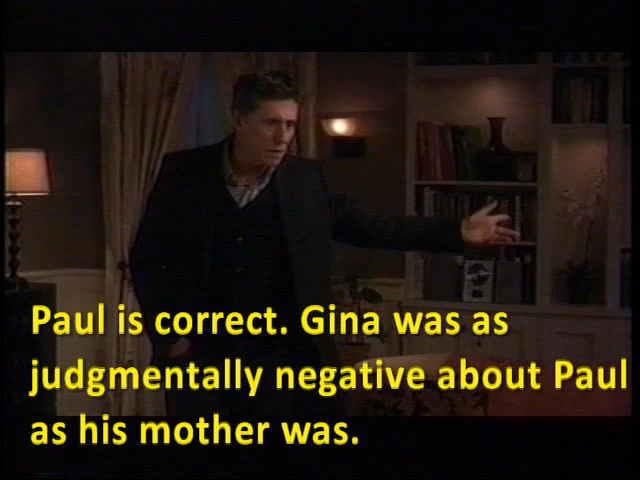 Paul is correct. Gina was as
judgmentally negative about Paul
as his mother was.